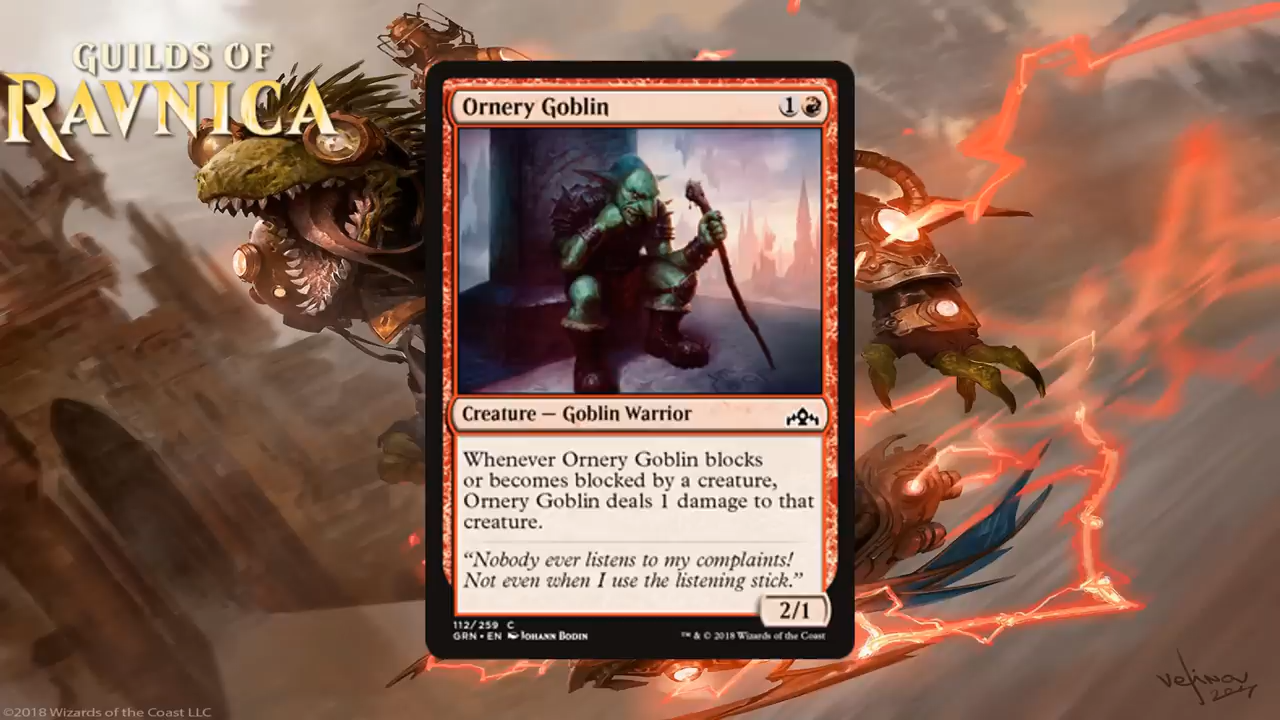 GUILDS OF
RAVNICA
Ornery Goblin 1
Creature — Goblin Warrior
Whenever Ornery Goblin blocks
or becomes blocked by a creature,
Ornery Goblin deals 1 damage to that
creature.
“Nobody ever listens to my complaints!
Not even when I use the listening stick.”
2/1
112/259 C
GRN • EN Johann Bodin
™ & © 2018 Wizards of the Coast
Velinov
2017
©2018 Wizards of the Coast LLC